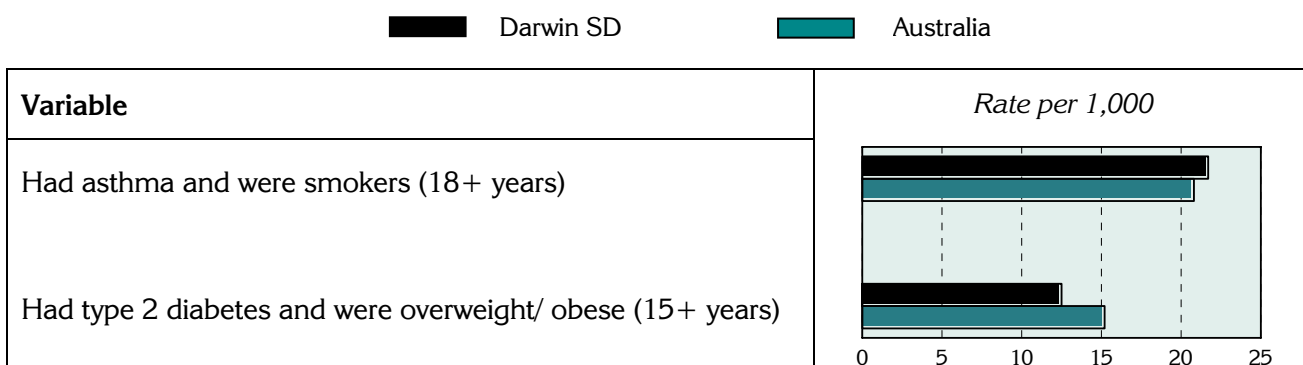 Darwin SD Australia
Variable Rate per 1,000
Had asthma and were smokers (18+ years)
Had type 2 diabetes and were overweight/ obese (15+ years)
0 5 10 15 20 25